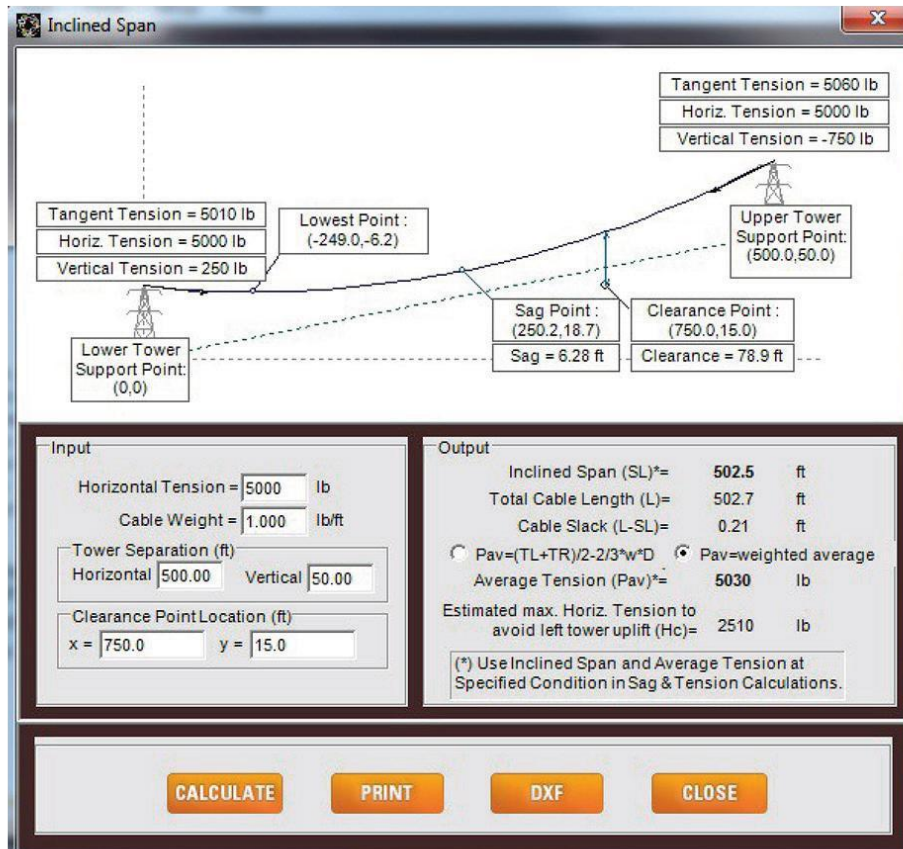 Inclined Span
Tangent Tension = 5060 lb
Horiz. Tension = 5000 lb
Vertical Tension = -750 lb
Tangent Tension = 5010 lb
Horiz. Tension = 5000 lb
Vertical Tension = 250 lb
Lowest Point :
(-249.0,-6.2)
Upper Tower
Support Point:
(500.0,50.0)
Sag Point :
(250.2,18.7)
Sag = 6.28 ft
Clearance Point :
(750.0,15.0)
Clearance = 78.9 ft
Lower Tower
Support Point:
(0,0)
Input
Horizontal Tension = 5000 lb
Cable Weight = 1.000 lb/ft
Tower Separation (ft)
Horizontal 500.00 Vertical 50.00
Clearance Point Location (ft)
x = 750.0 y = 15.0
Output
Inclined Span (SL)*= 502.5 ft
Total Cable Length (L)= 502.7 ft
Cable Slack (L-SL)= 0.21 ft
Pav=(TL+TR)/2-2/3*w*D Pav=weighted average
Average Tension (Pav)*= 5030 lb
Estimated max. Horiz. Tension to
avoid left tower uplift (Hc)= 2510 lb
(*) Use Inclined Span and Average Tension at
Specified Condition in Sag & Tension Calculations.
CALCULATE PRINT DXF CLOSE